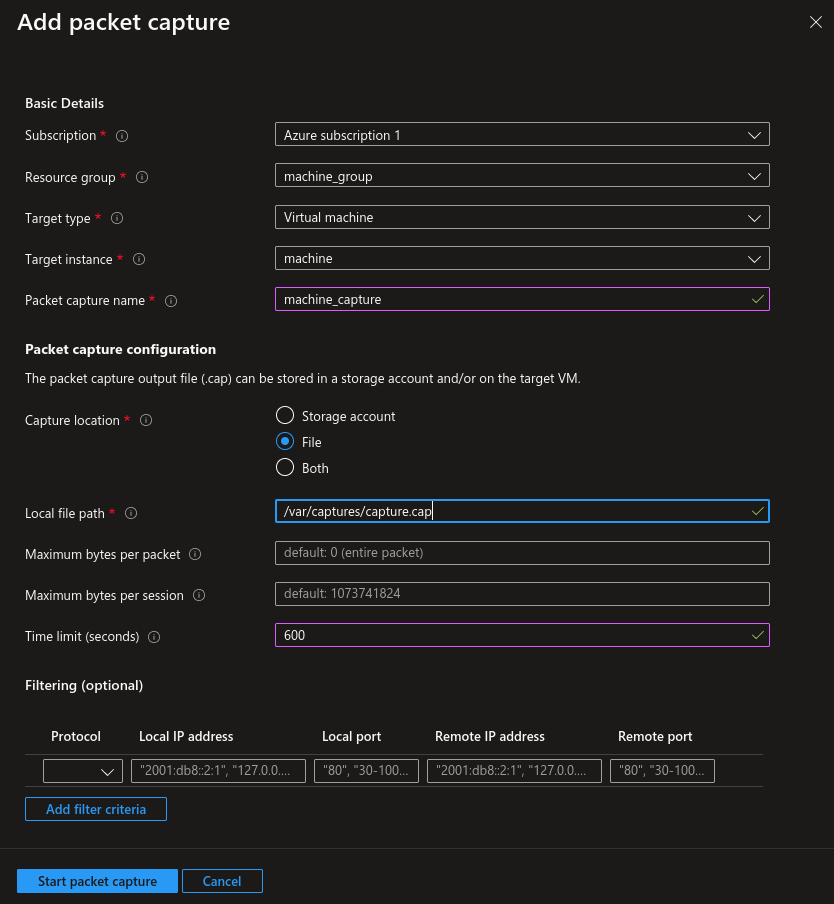 Add packet capture
Basic Details
Subscription *
Azure subscription 1
Resource group *
machine_group
Target type *
Virtual machine
Target instance *
machine
Packet capture name *
machine_capture
Packet capture configuration
The packet capture output file (.cap) can be stored in a storage account and/or on the target VM.
Capture location *
Storage account
File
Both
Local file path *
/var/captures/capture.cap
Maximum bytes per packet
default: 0 (entire packet)
Maximum bytes per session
default: 1073741824
Time limit (seconds)
600
Filtering (optional)
Protocol Local IP address Local port Remote IP address Remote port
"2001:db8::2:1", "127.0.0.... "80", "30-100... "2001:db8::2:1", "127.0.0.... "80", "30-100...
Add filter criteria
Start packet capture Cancel